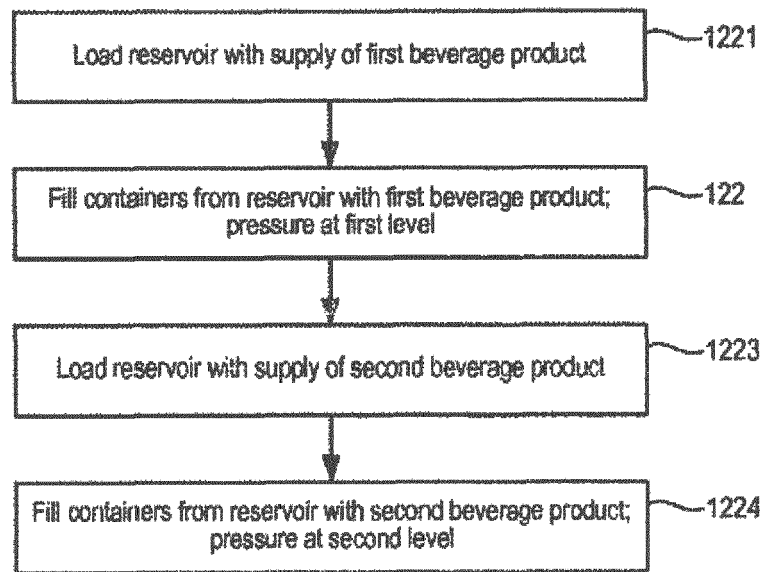 Load reservoir with supply of first beverage product
1221
Fill containers from reservoir with first beverage product;
pressure at first level
122
Load reservoir with supply of second beverage product
1223
Fill containers from reservoir with second beverage product;
pressure at second level
1224